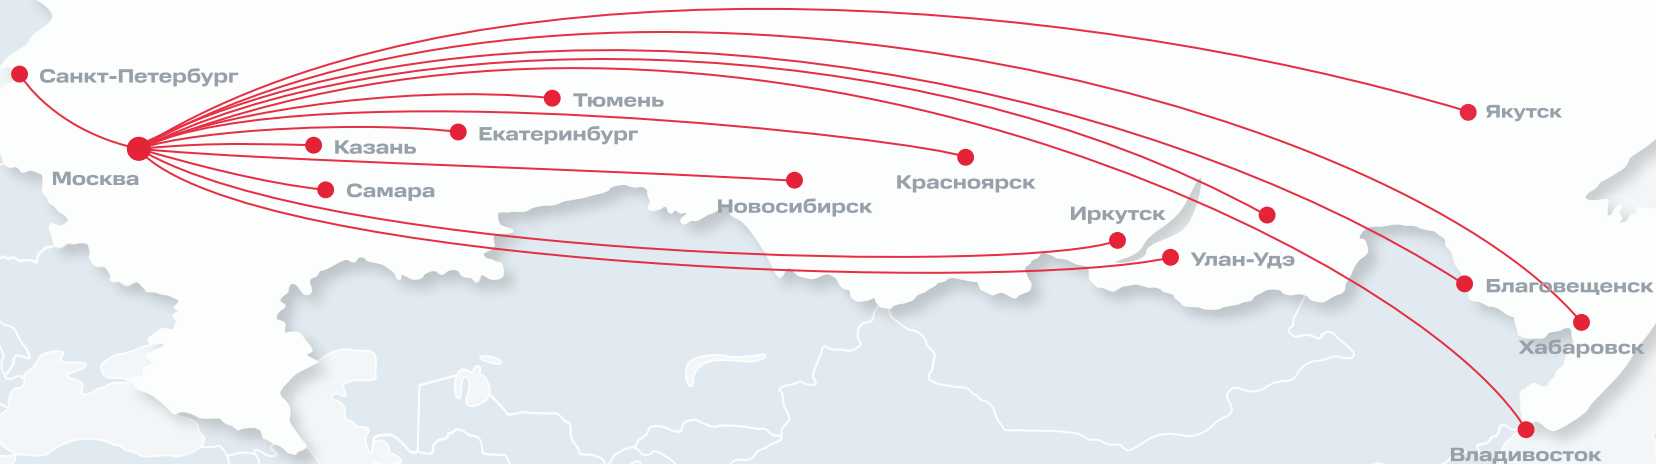 Санкт-Петербург
Тюмень
Якутск
Екатеринбург
Казань
Москва
Самара
Красноярск
Новосибирск
Иркутск
Улан-Удэ
Благовещенск
Хабаровск
Владивосток